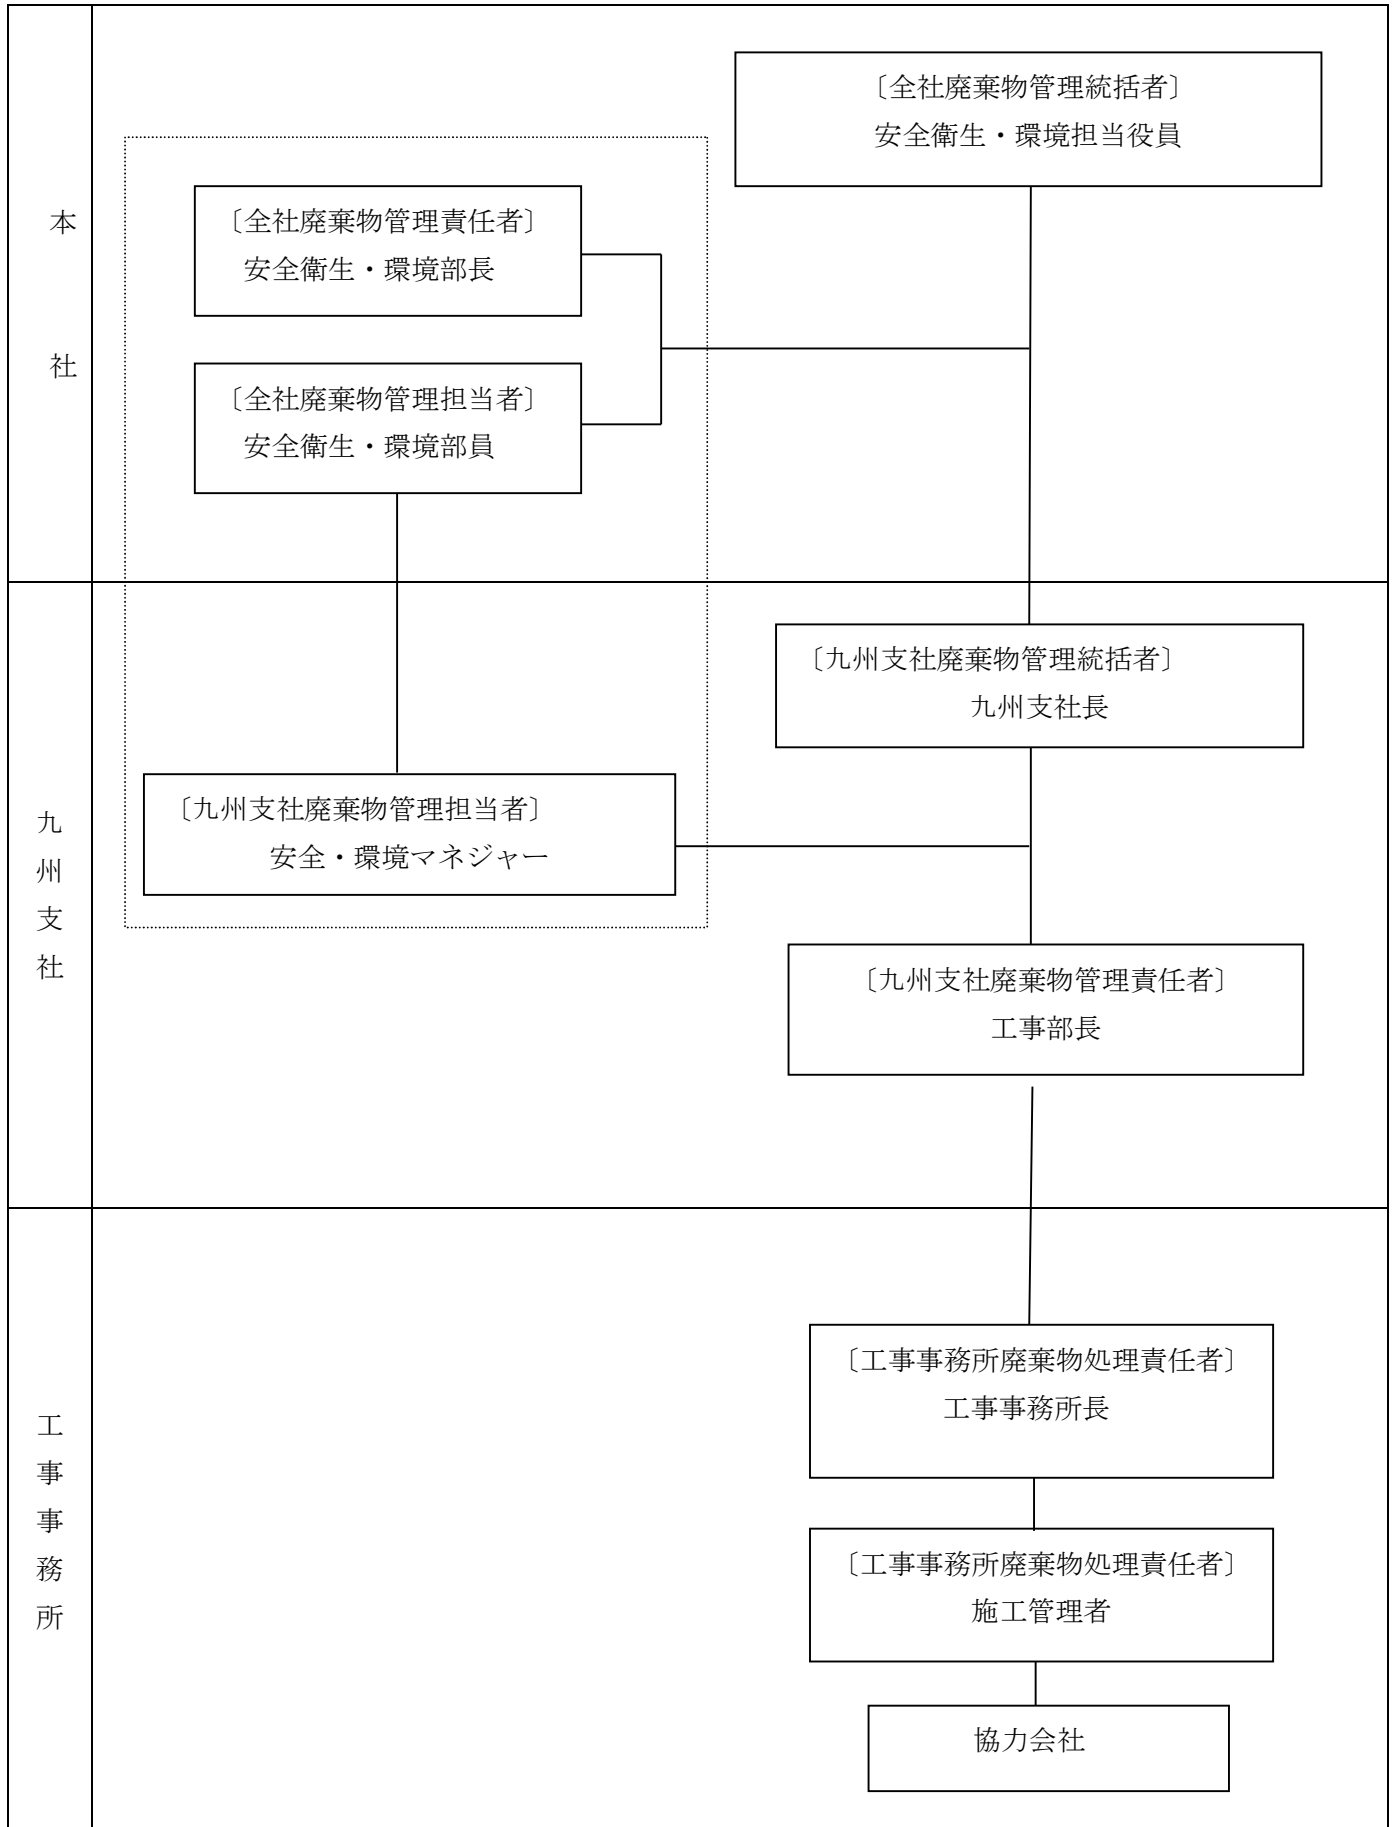 本社
〔全社廃棄物管理統括者〕
安全衛生・環境担当役員
〔全社廃棄物管理責任者〕
安全衛生・環境部長
〔全社廃棄物管理担当者〕
安全衛生・環境部員
九州支社
〔九州支社廃棄物管理統括者〕
九州支社長
〔九州支社廃棄物管理担当者〕
安全・環境マネジャー
〔九州支社廃棄物管理責任者〕
工事部長
工事事務所
〔工事事務所廃棄物処理責任者〕
工事事務所長
〔工事事務所廃棄物処理責任者〕
施工管理者
協力会社